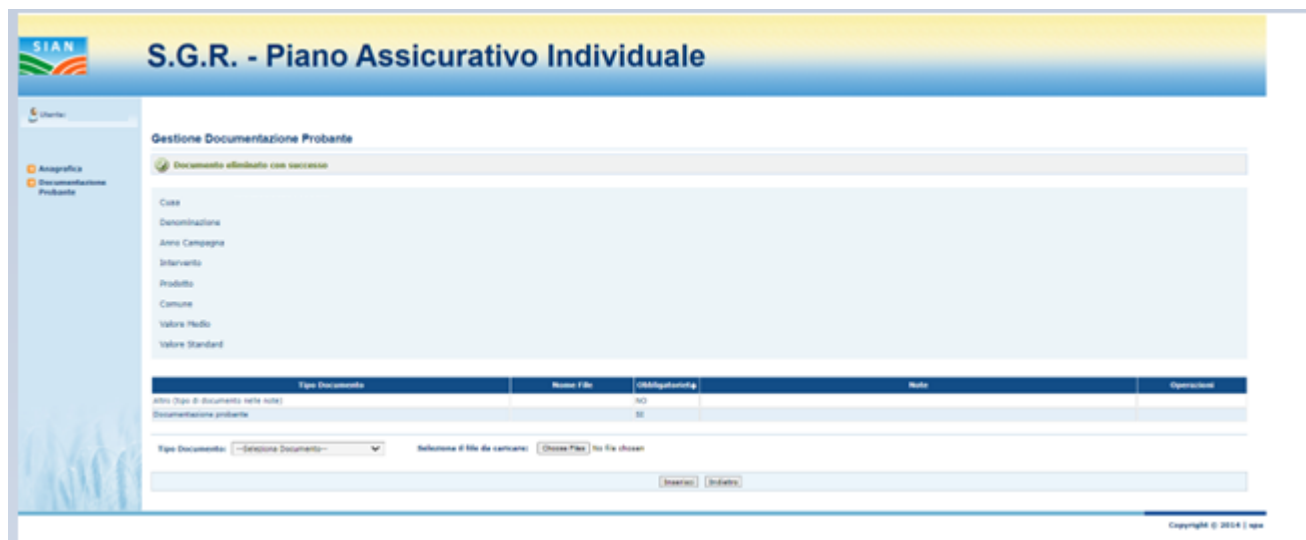 SIAN
S.G.R. - Piano Assicurativo Individuale
Utente:
Anagrafica
Documentazione
Probante
Gestione Documentazione Probante
Documento eliminato con successo
Cuaa
Denominazione
Anno Campagna
Intervento
Prodotto
Comune
Valore Medio
Valore Standard
Tipo Documento Nome File Obbligatorietà Note Operazioni
Altro (tipo di documento nelle note) NO
Documentazione probante SI
Tipo Documento: --Seleziona Documento-- Seleziona il file da caricare: Choose Files No file chosen
Inserisci Indietro
Copyright © 2014 |